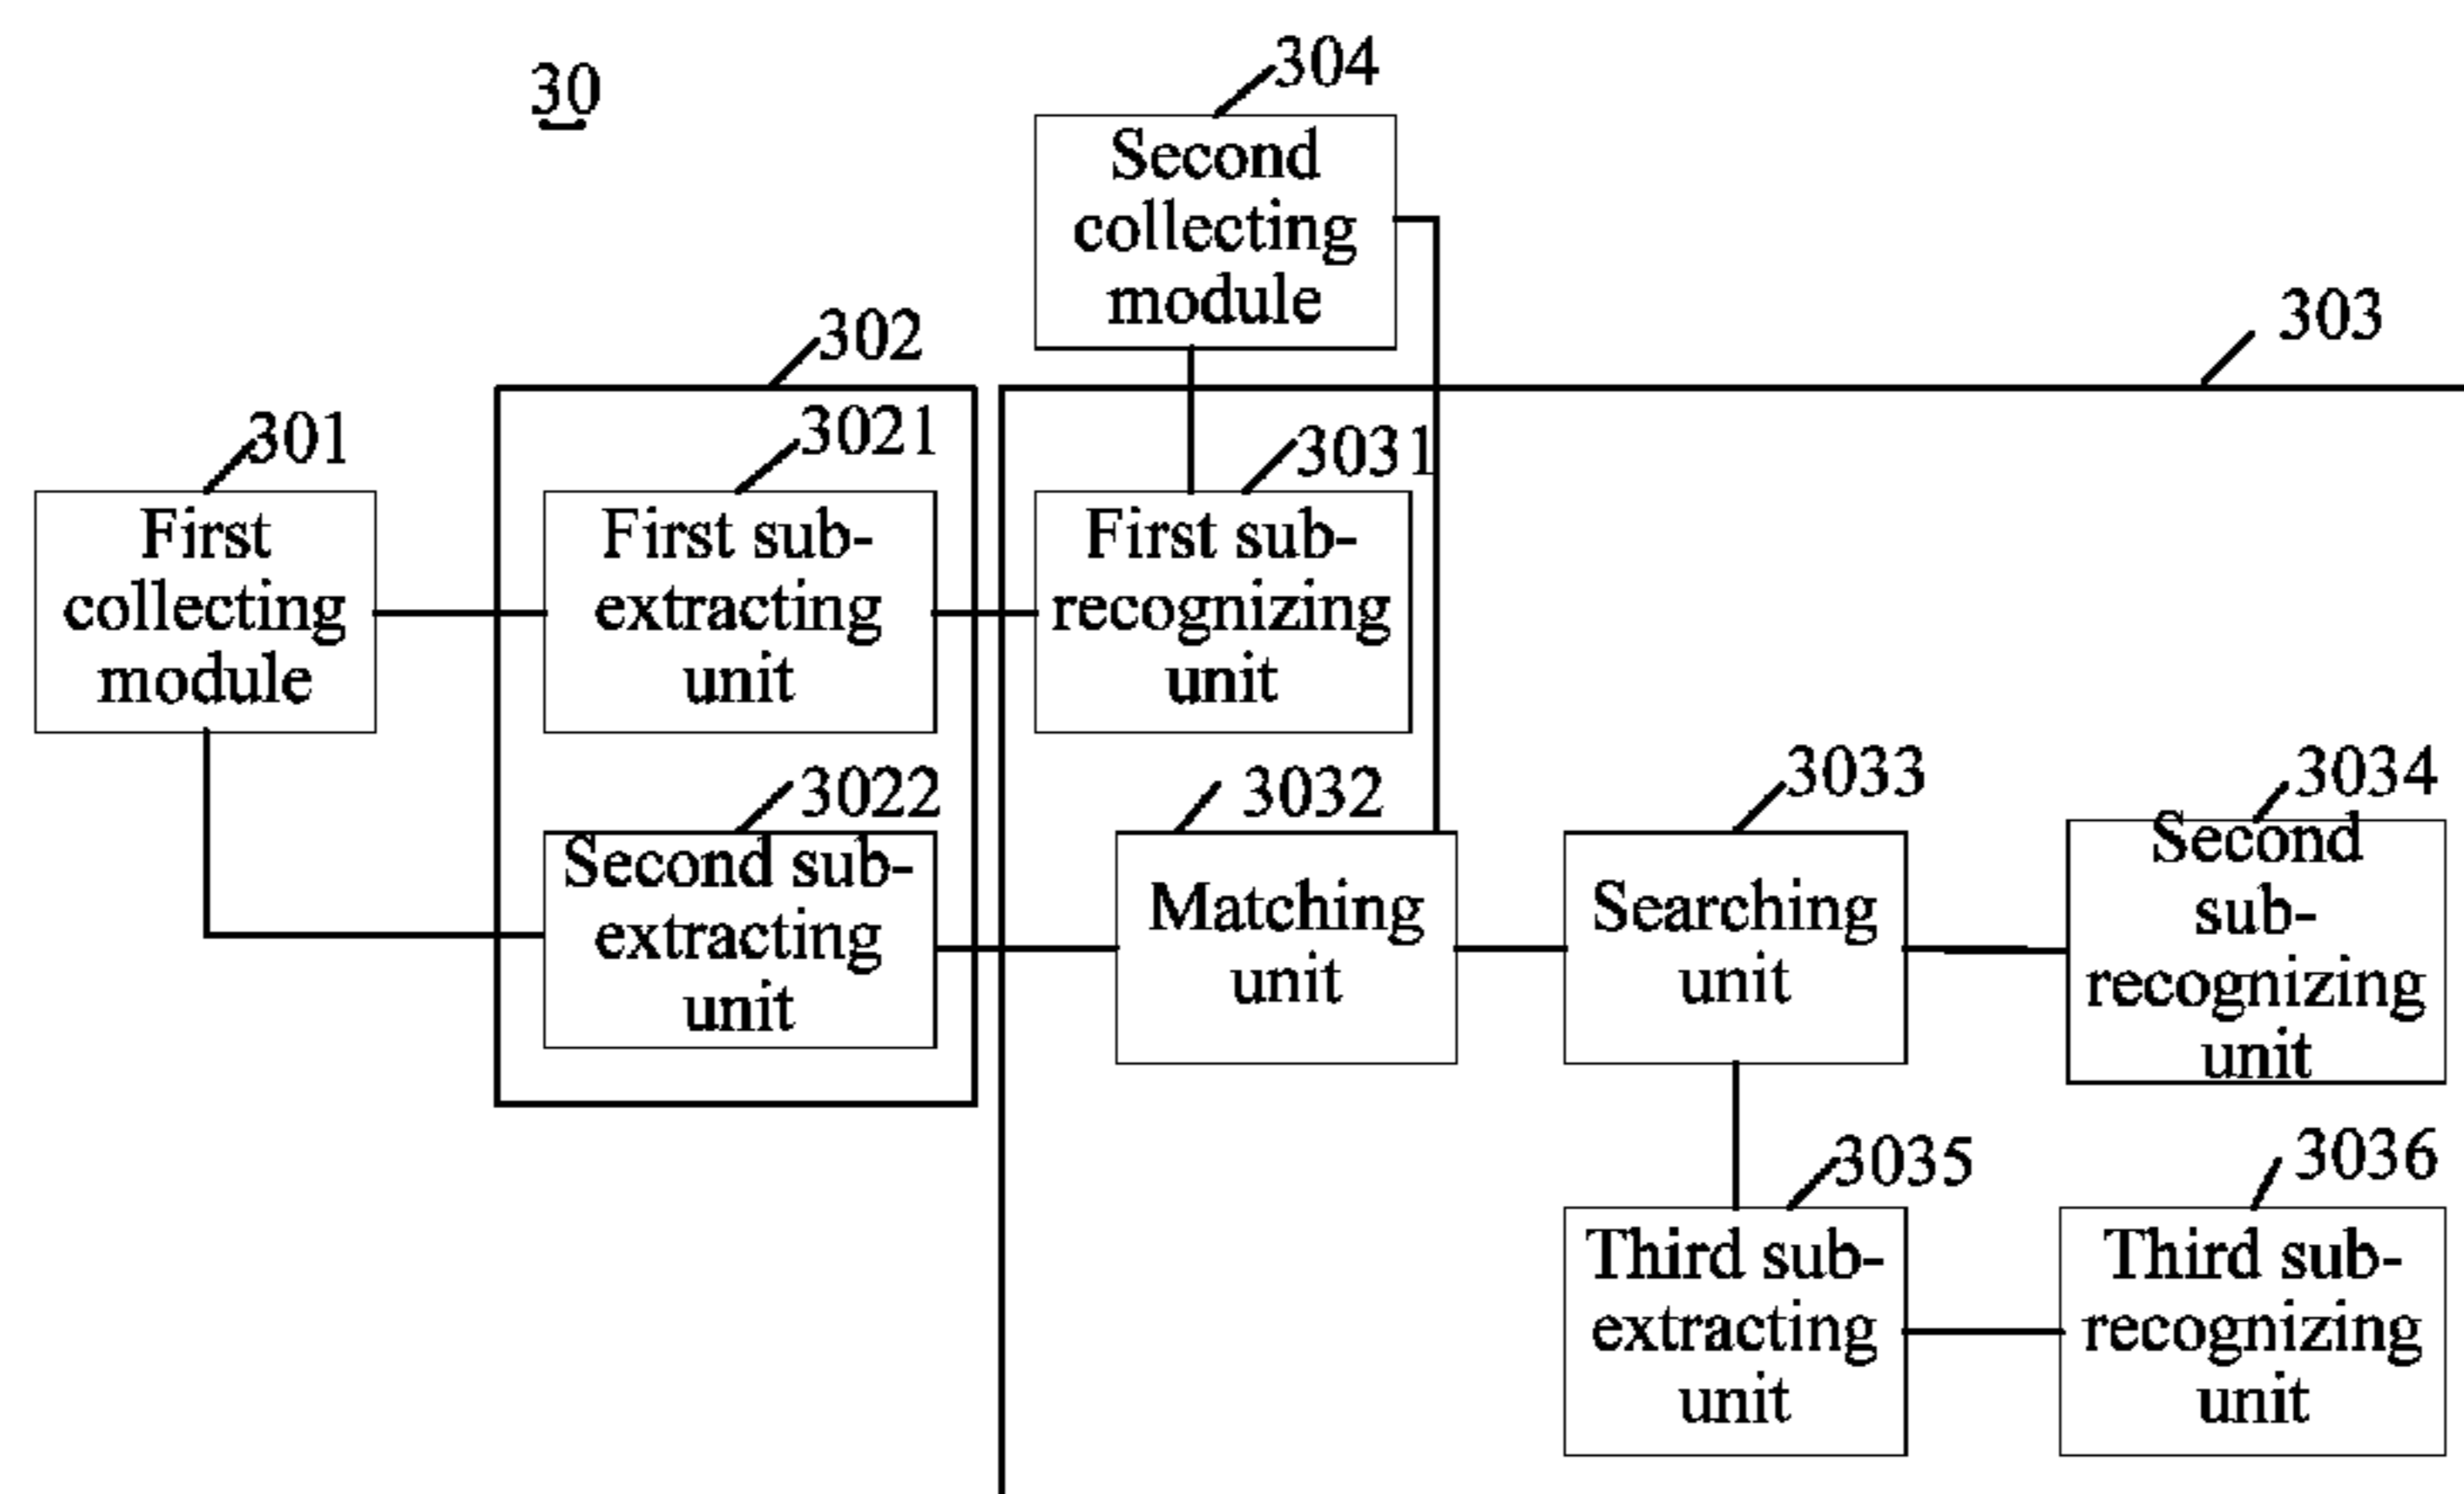 30
304
Second
collecting
module
302
303
301
First
collecting
module
3021
First sub-
extracting
unit
3031
First sub-
recognizing
unit
3022
Second sub-
extracting
unit
3032
Matching
unit
3033
Searching
unit
3034
Second
sub-
recognizing
unit
3035
Third sub-
extracting
unit
3036
Third sub-
recognizing
unit